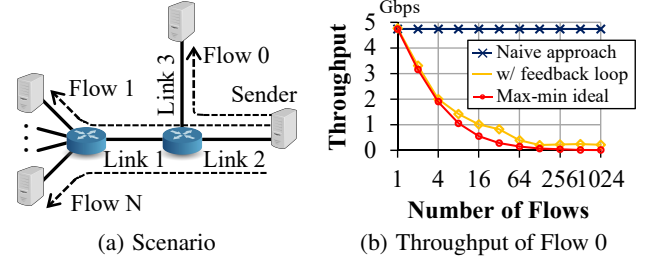 Flow 0
Link 3
Flow 1
Sender
Link 1
Link 2
Flow N
(a) Scenario
Gbps
Throughput
5
4
3
2
1
0
Naive approach
w/ feedback loop
Max-min ideal
1 4 16 64 256 1024
Number of Flows
(b) Throughput of Flow 0